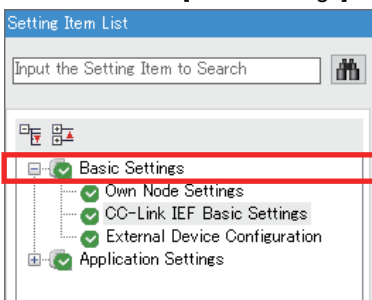 Setting Item List
Input the Setting Item to Search
Basic Settings
Own Node Settings
CC-Link IEF Basic Settings
External Device Configuration
Application Settings